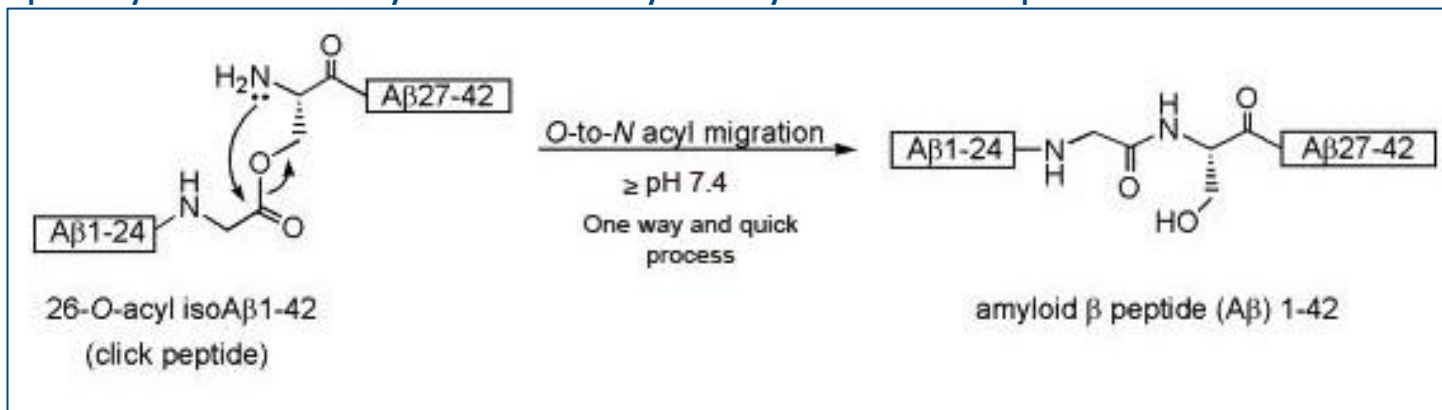 O
H₂N
Aβ27-42
O
H
N
Aβ1-24
O
26-O-acyl isoAβ1-42
(click peptide)
O-to-N acyl migration
≥ pH 7.4
One way and quick
process
H
N
O
Aβ1-24
N
H
O
Aβ27-42
HO
amyloid β peptide (Aβ) 1-42